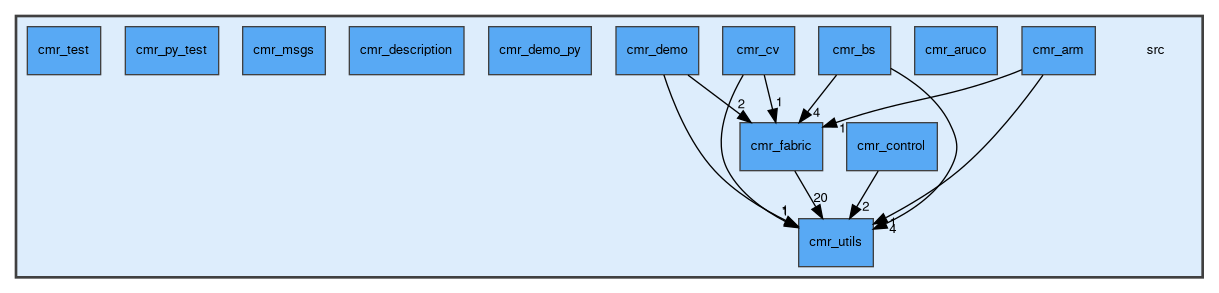 cmr_test
cmr_py_test
cmr_msgs
cmr_description
cmr_demo_py
cmr_demo
cmr_cv
cmr_bs
cmr_aruco
cmr_arm
src
2
1
4
1
cmr_fabric
cmr_control
20
2
1
1
1
4
cmr_utils